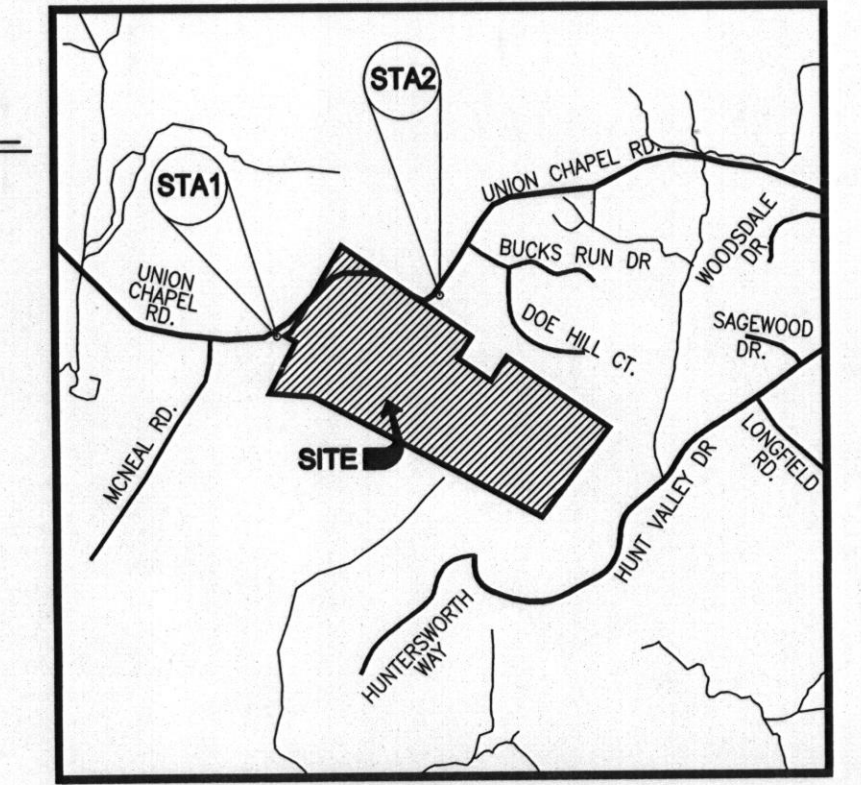 STA2
STA1
UNION CHAPEL RD.
UNION
CHAPEL
RD.
BUCKS RUN DR
WOODSDALE
DR.
DOE HILL CT.
SAGEWOOD
DR.
MCNEAL RD.
SITE
LONGFIELD
RD.
HUNT VALLEY DR
HUNTERSWORTH
WAY